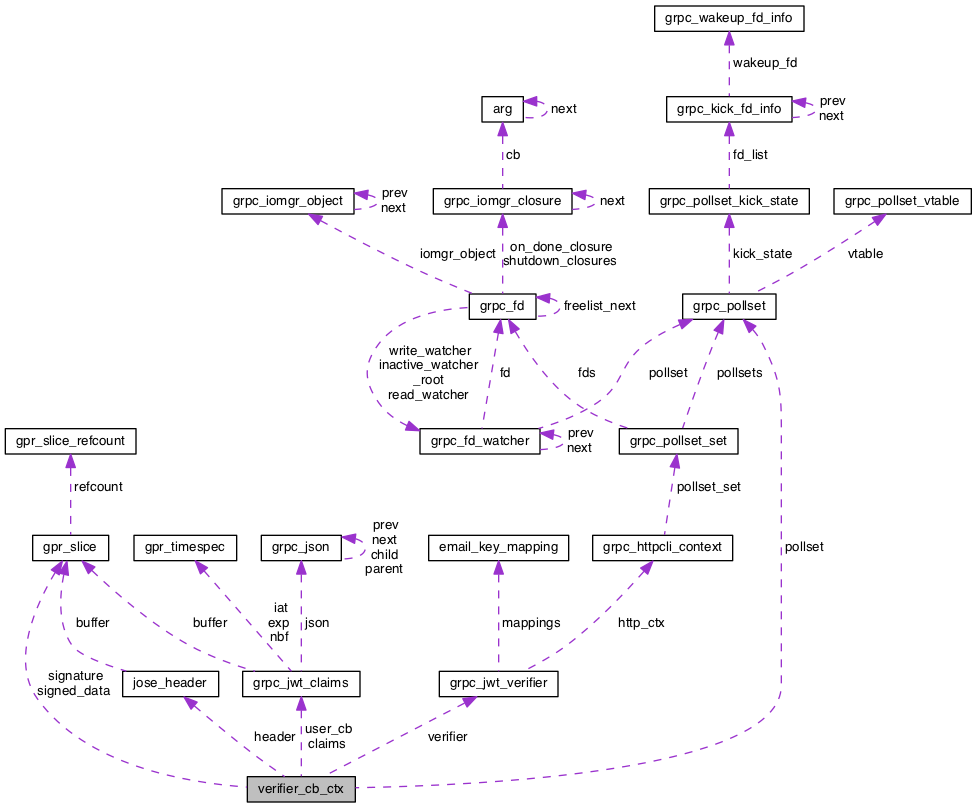 grpc_wakeup_fd_info
wakeup_fd
arg
next
grpc_kick_fd_info
prev
next
cb
fd_list
grpc_iomgr_object
prev
next
grpc_iomgr_closure
next
grpc_pollset_kick_state
grpc_pollset_vtable
iomgr_object
on_done_closure
shutdown_closures
kick_state
vtable
grpc_fd
freelist_next
grpc_pollset
write_watcher
inactive_watcher
_root
read_watcher
fd
fds
pollset
pollsets
gpr_slice_refcount
grpc_fd_watcher
prev
next
grpc_pollset_set
refcount
pollset_set
gpr_slice
gpr_timespec
grpc_json
prev
next
child
parent
email_key_mapping
grpc_httpcli_context
pollset
buffer
buffer
iat
exp
nbf
json
mappings
http_ctx
signature
signed_data
jose_header
grpc_jwt_claims
grpc_jwt_verifier
header
user_cb
claims
verifier
verifier_cb_ctx